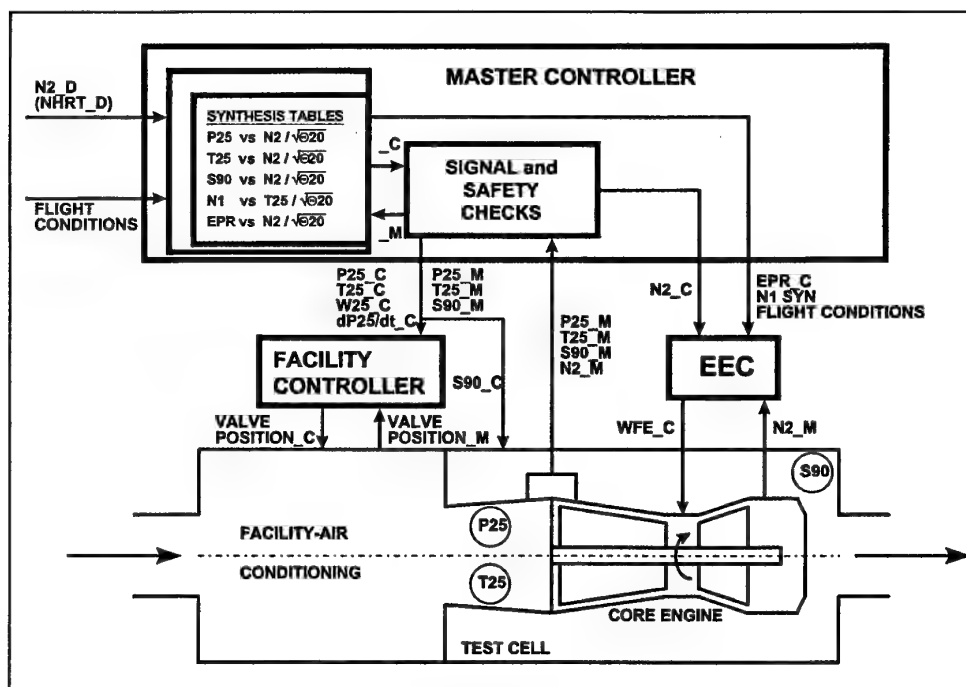 MASTER CONTROLLER
N2_D
(NHRT_D)
FLIGHT
CONDITIONS
SYNTHESIS TABLES
P25 vs N2 / √Θ20
T25 vs N2 / √Θ20
S90 vs N2 / √Θ20
N1 vs T25 / √Θ20
EPR vs N2 / √Θ20
_C
_M
SIGNAL and
SAFETY
CHECKS
P25_C
T25_C
W25_C
dP25/dt_C
P25_M
T25_M
S90_M
P25_M
T25_M
S90_M
N2_M
N2_C
EPR_C
N1 SYN
FLIGHT CONDITIONS
FACILITY
CONTROLLER
S90_C
EEC
VALVE
POSITION_C
VALVE
POSITION_M
WFE_C
N2_M
S90
P25
T25
FACILITY-AIR
CONDITIONING
CORE ENGINE
TEST CELL